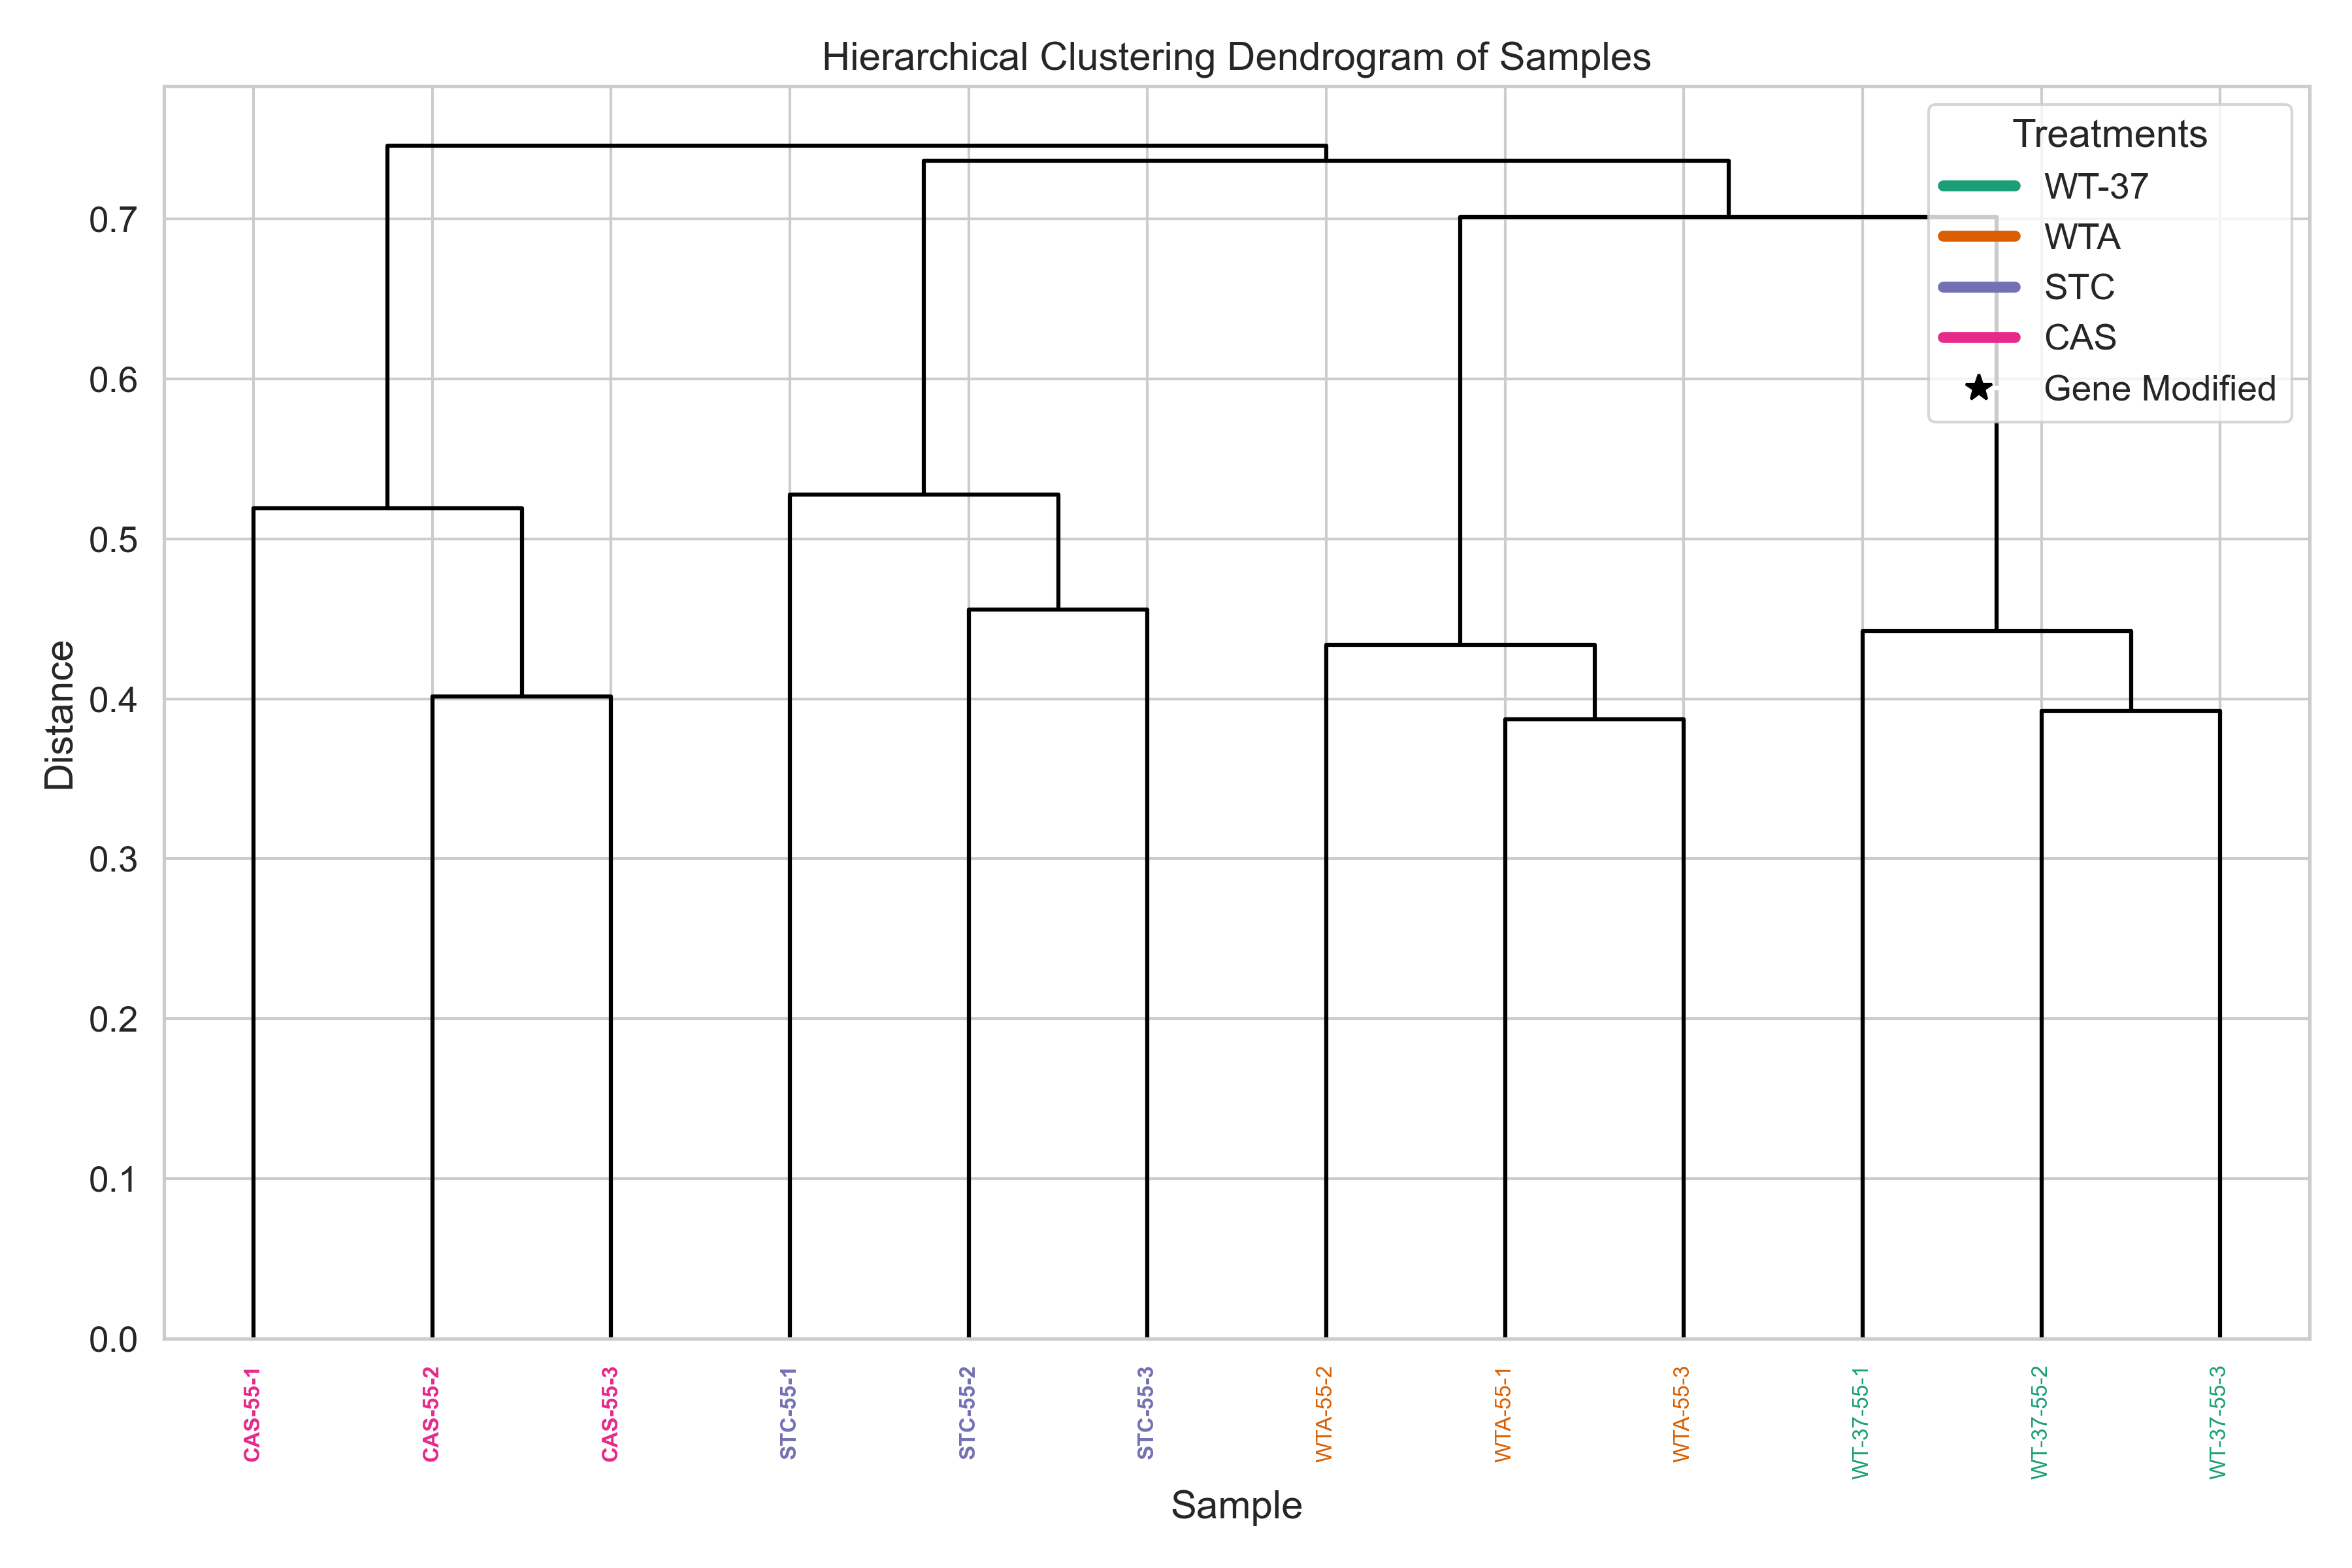 Hierarchical Clustering Dendrogram of Samples
Treatments
WT-37
WTA
STC
CAS
Gene Modified
Distance
0.7
0.6
0.5
0.4
0.3
0.2
0.1
0.0
CAS-55-1
CAS-55-2
CAS-55-3
STC-55-1
STC-55-2
STC-55-3
WTA-55-2
WTA-55-1
WTA-55-3
WT-37-55-1
WT-37-55-2
WT-37-55-3
Sample